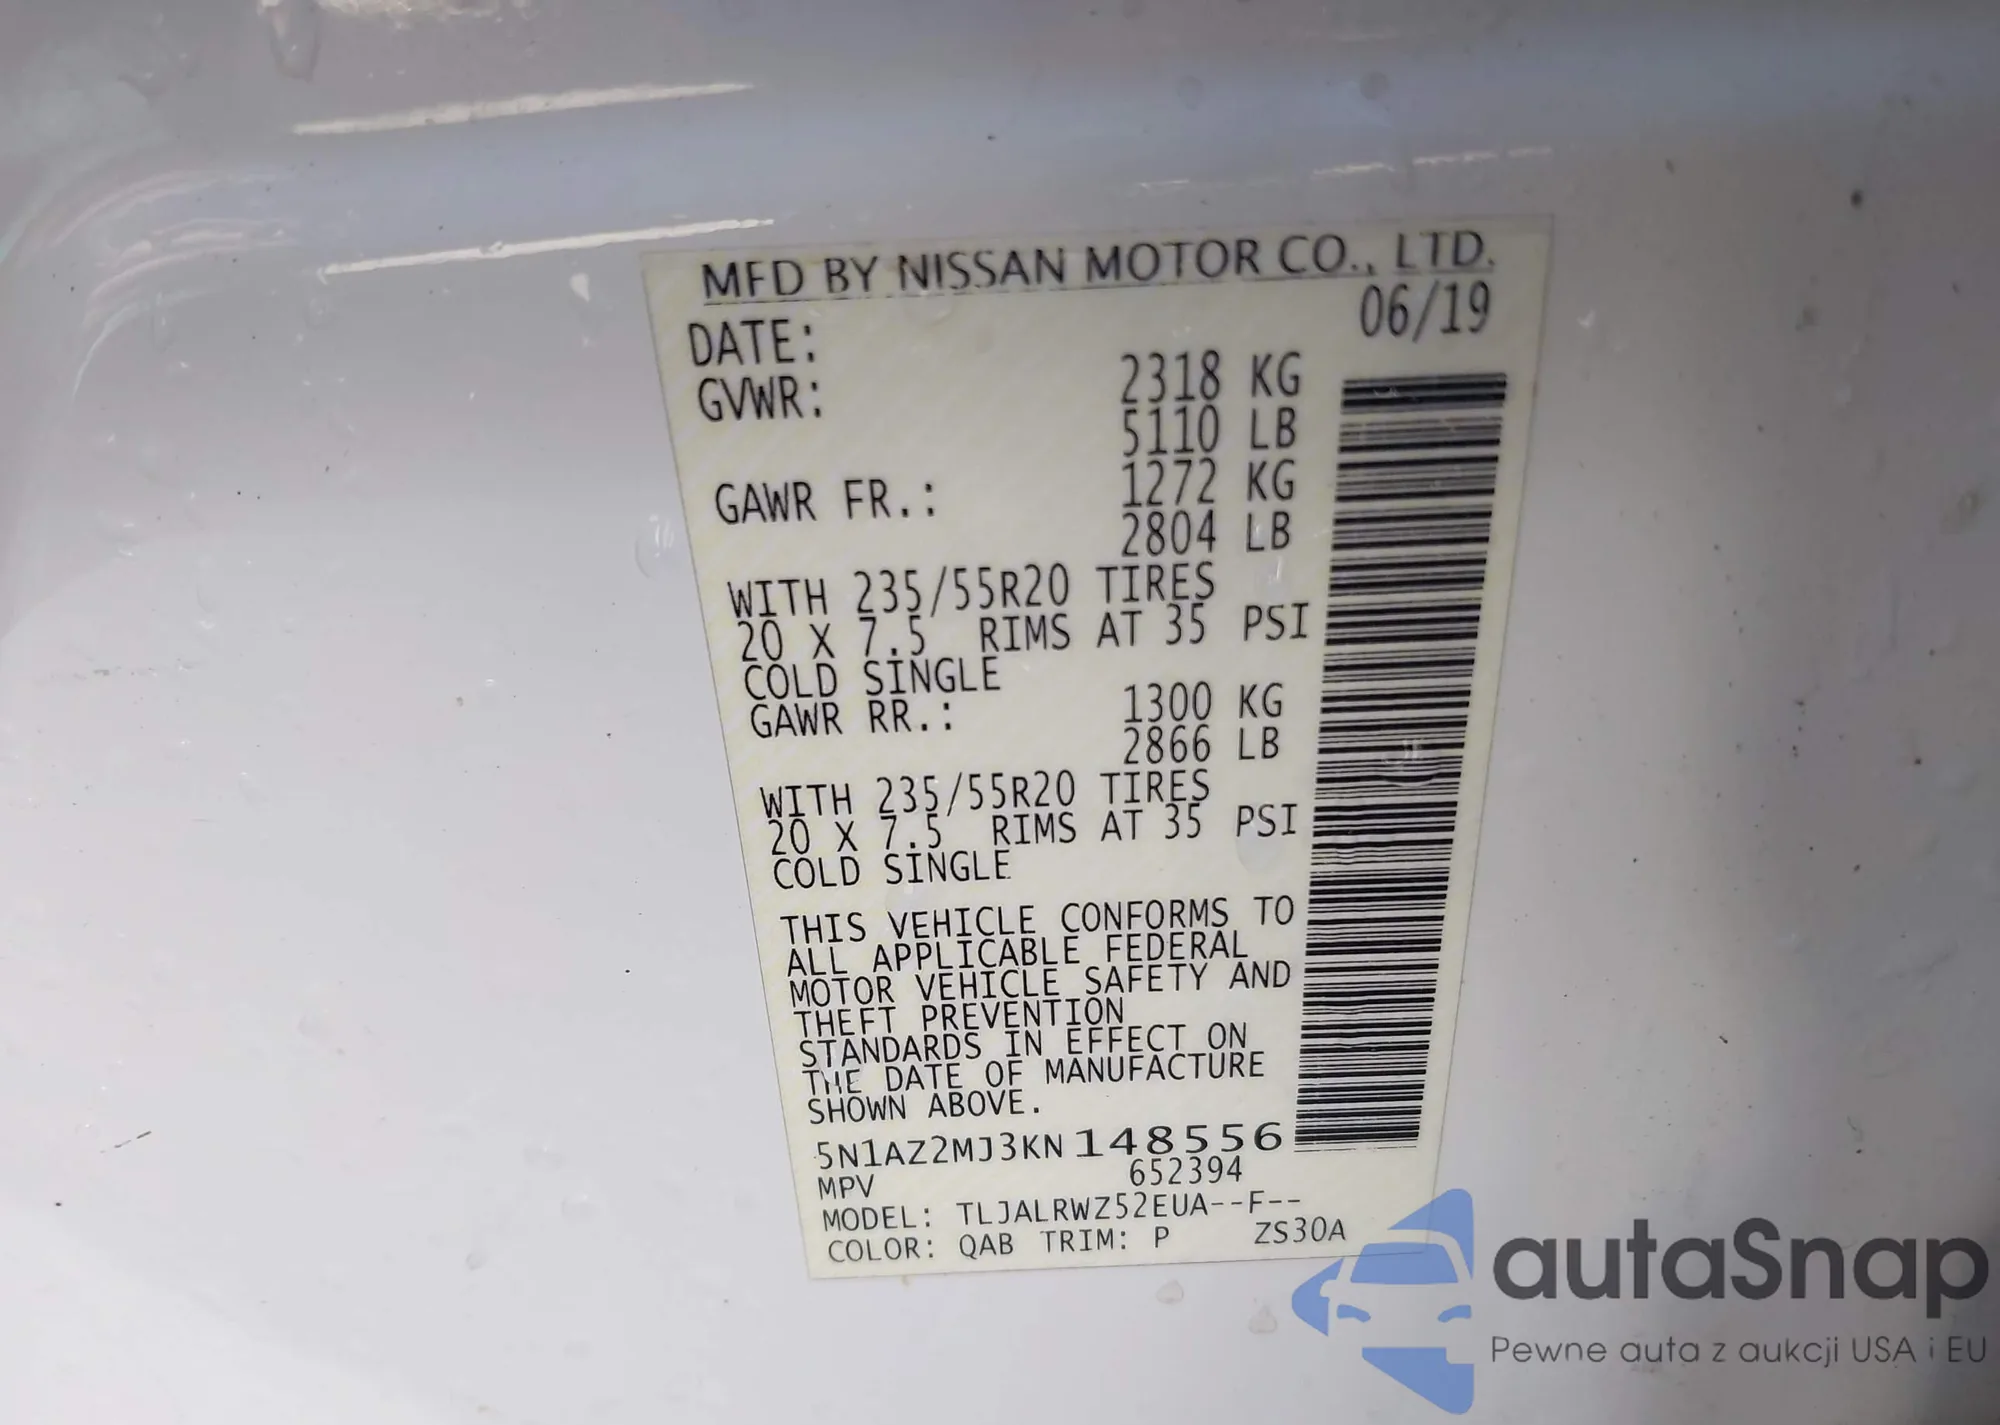 MFD BY NISSAN MOTOR CO., LTD.
DATE: 06/19
GVWR: 2318 KG
5110 LB
GAWR FR.: 1272 KG
2804 LB
WITH 235/55R20 TIRES
20 X 7.5 RIMS AT 35 PSI
COLD SINGLE
GAWR RR.: 1300 KG
2866 LB
WITH 235/55R20 TIRES
20 X 7.5 RIMS AT 35 PSI
COLD SINGLE
THIS VEHICLE CONFORMS TO
ALL APPLICABLE FEDERAL
MOTOR VEHICLE SAFETY AND
THEFT PREVENTION
STANDARDS IN EFFECT ON
THE DATE OF MANUFACTURE
SHOWN ABOVE.
5N1AZ2MJ3KN148556
MPV 652394
MODEL: TLJALRWZ52EUA--F--
COLOR: QAB TRIM: P ZS30A
autaSnap
Pewne auta z aukcji USA i EU